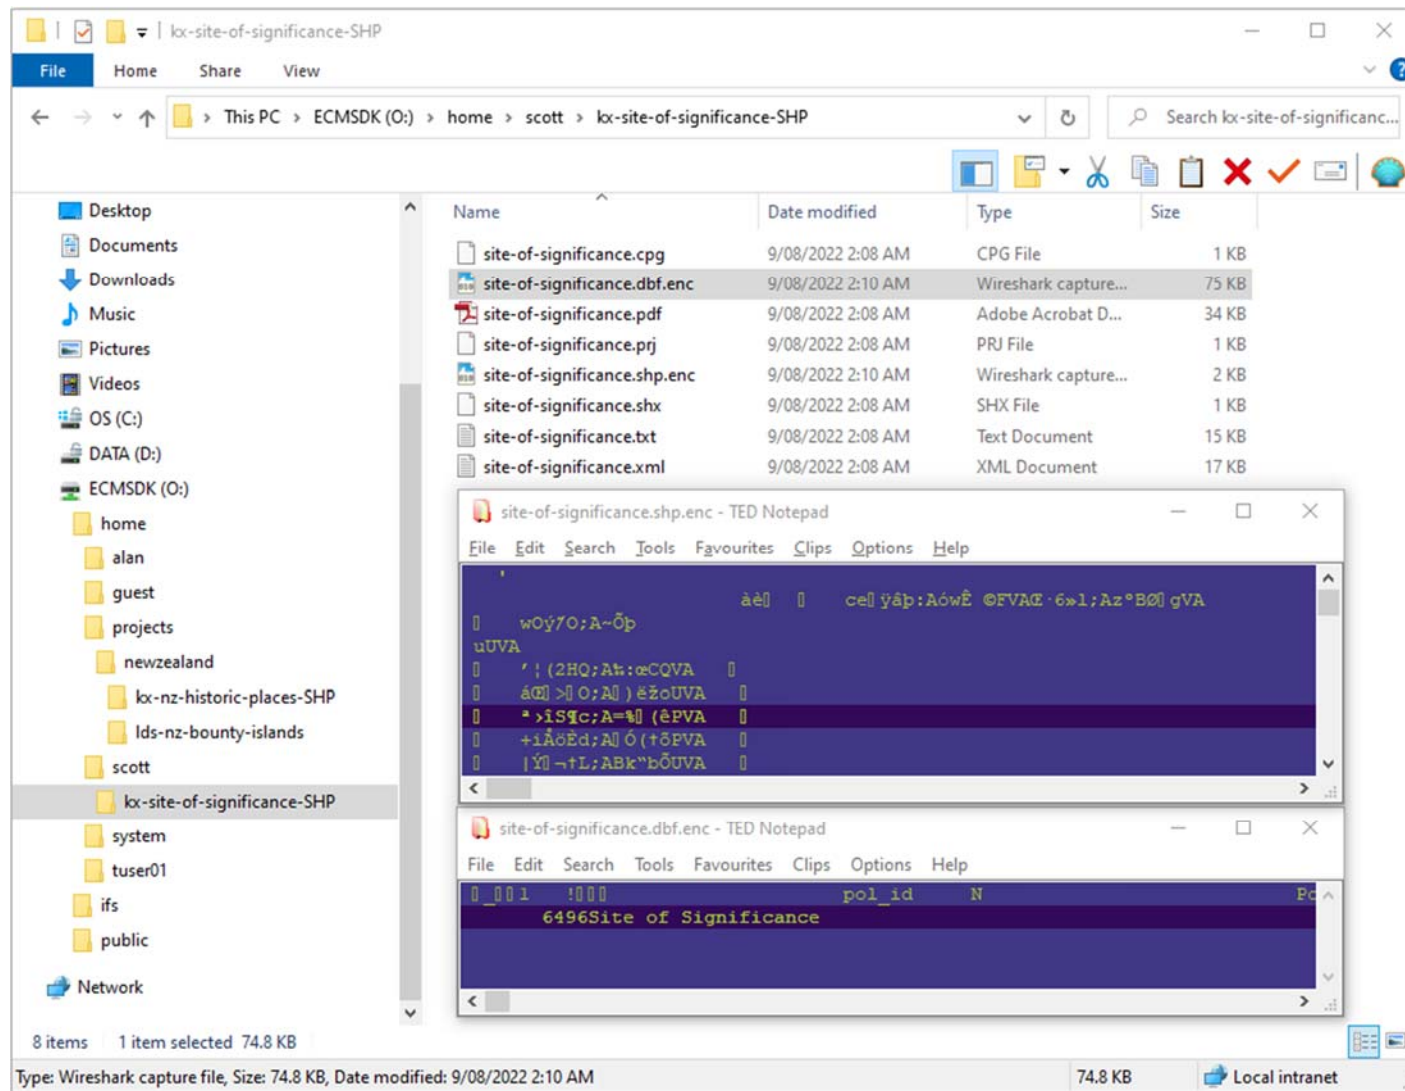 kx-site-of-significance-SHP
File Home Share View
This PC > ECMSDK (O:) > home > scott > kx-site-of-significance-SHP
Search kx-site-of-significanc...
Name Date modified Type Size
Desktop
Documents
Downloads
Music
Pictures
Videos
OS (C:)
DATA (D:)
ECMSDK (O:)
home
alan
guest
projects
newzealand
kx-nz-historic-places-SHP
lds-nz-bounty-islands
scott
kx-site-of-significance-SHP
system
tuser01
ifs
public
Network
site-of-significance.cpg 9/08/2022 2:08 AM CPG File 1 KB
site-of-significance.dbf.enc 9/08/2022 2:10 AM Wireshark capture... 75 KB
site-of-significance.pdf 9/08/2022 2:08 AM Adobe Acrobat D... 34 KB
site-of-significance.prj 9/08/2022 2:08 AM PRJ File 1 KB
site-of-significance.shp.enc 9/08/2022 2:10 AM Wireshark capture... 2 KB
site-of-significance.shx 9/08/2022 2:08 AM SHX File 1 KB
site-of-significance.txt 9/08/2022 2:08 AM Text Document 15 KB
site-of-significance.xml 9/08/2022 2:08 AM XML Document 17 KB
site-of-significance.shp.enc - TED Notepad
File Edit Search Tools Favourites Clips Options Help
uUVA
site-of-significance.dbf.enc - TED Notepad
File Edit Search Tools Favourites Clips Options Help
pol_id N Po
6496Site of Significance
8 items 1 item selected 74.8 KB
Type: Wireshark capture file, Size: 74.8 KB, Date modified: 9/08/2022 2:10 AM 74.8 KB Local intranet